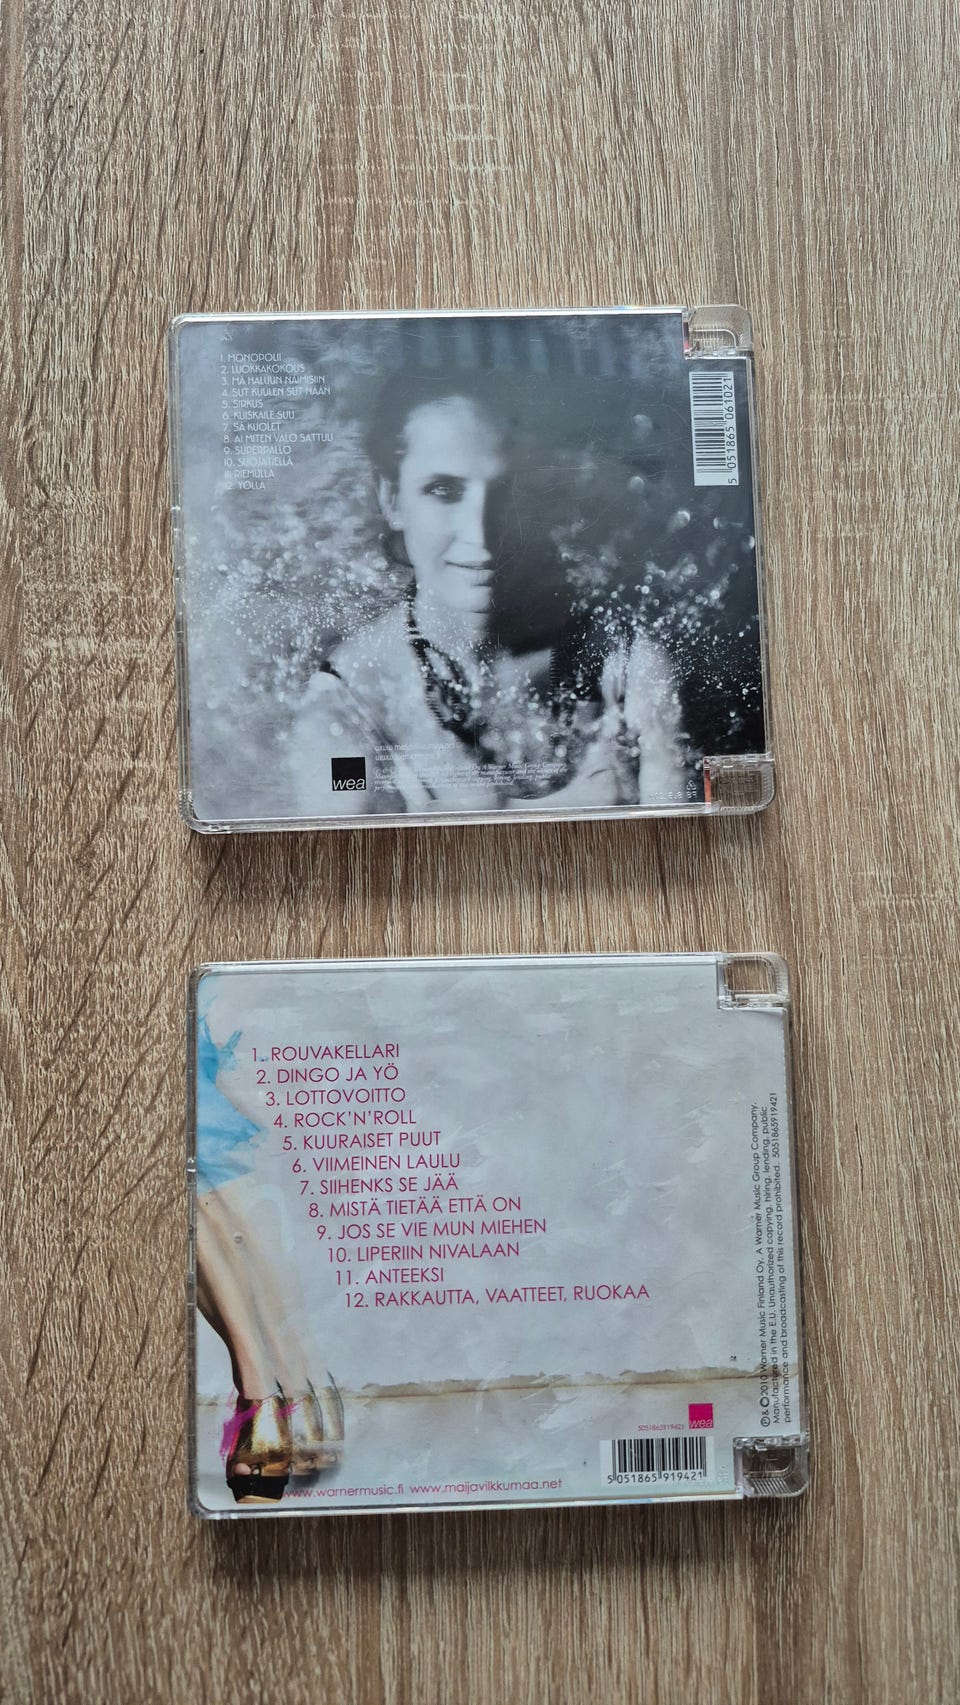 1. MONOPOLI
2. LUOKKAKOKOUS
3. MÄ HALUUN NAIMISIIN
4. SUT KUULEN SUT NÄÄN
5. SIRKUS
6. KUISKAILE SUU
7. SÄ KUOLET
8. AI MITEN VALO SATTUU
9. SUPERPALLO
10. SUOJATIELLÄ
11. RIEMULLA
12. YÖLLÄ
5 051865 061021
www.maijavilkkumaa.net
wea
1. ROUVAKELLARI
2. DINGO JA YÖ
3. LOTTOVOITTO
4. ROCK'N'ROLL
5. KUURAISET PUUT
6. VIIMEINEN LAULU
7. SIIHENKS SE JÄÄ
8. MISTÄ TIETÄÄ ETTÄ ON
9. JOS SE VIE MUN MIEHEN
10. LIPERIIN NIVALAAN
11. ANTEEKSI
12. RAKKAUTTA, VAATTEET, RUOKAA
℗ & © 2010 Warner Music Finland Oy. A Warner Music Group Company.
Manufactured in the E.U. Unauthorized copying, hiring, lending, public
performance and broadcasting of this record prohibited. 5051865919421
5051865919421 wea
5 051865 919421
www.warnermusic.fi www.maijavilkkumaa.net